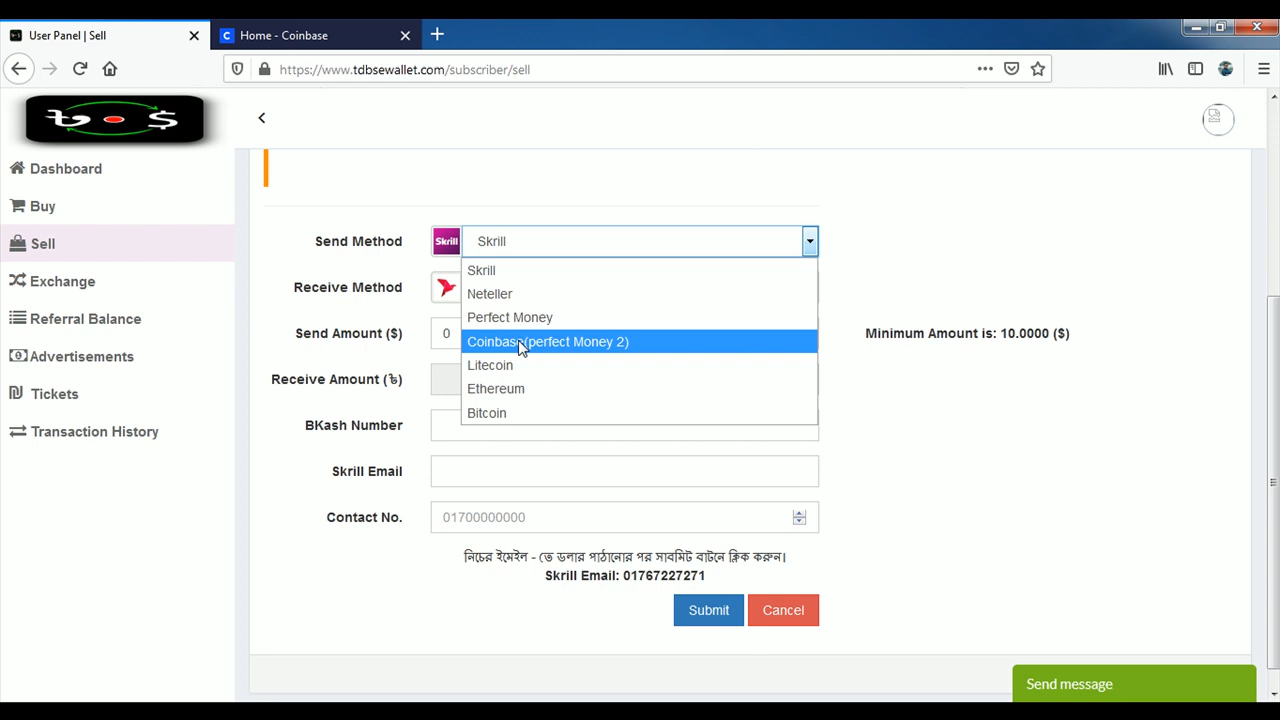 User Panel | Sell
Home - Coinbase
https://www.tdbsewallet.com/subscriber/sell
৳ $
Dashboard
Buy
Sell
Exchange
Referral Balance
Advertisements
Tickets
Transaction History
Send Method
Skrill
Skrill
Skrill
Neteller
Perfect Money
Coinbase(perfect Money 2)
Litecoin
Ethereum
Bitcoin
Receive Method
Send Amount ($)
0
Minimum Amount is: 10.0000 ($)
Receive Amount (৳)
BKash Number
Skrill Email
Contact No.
01700000000
নিচের ইমেইল - তে ডলার পাঠানোর পর সাবমিট বাটনে ক্লিক করুন।
Skrill Email: 01767227271
Submit
Cancel
Send message